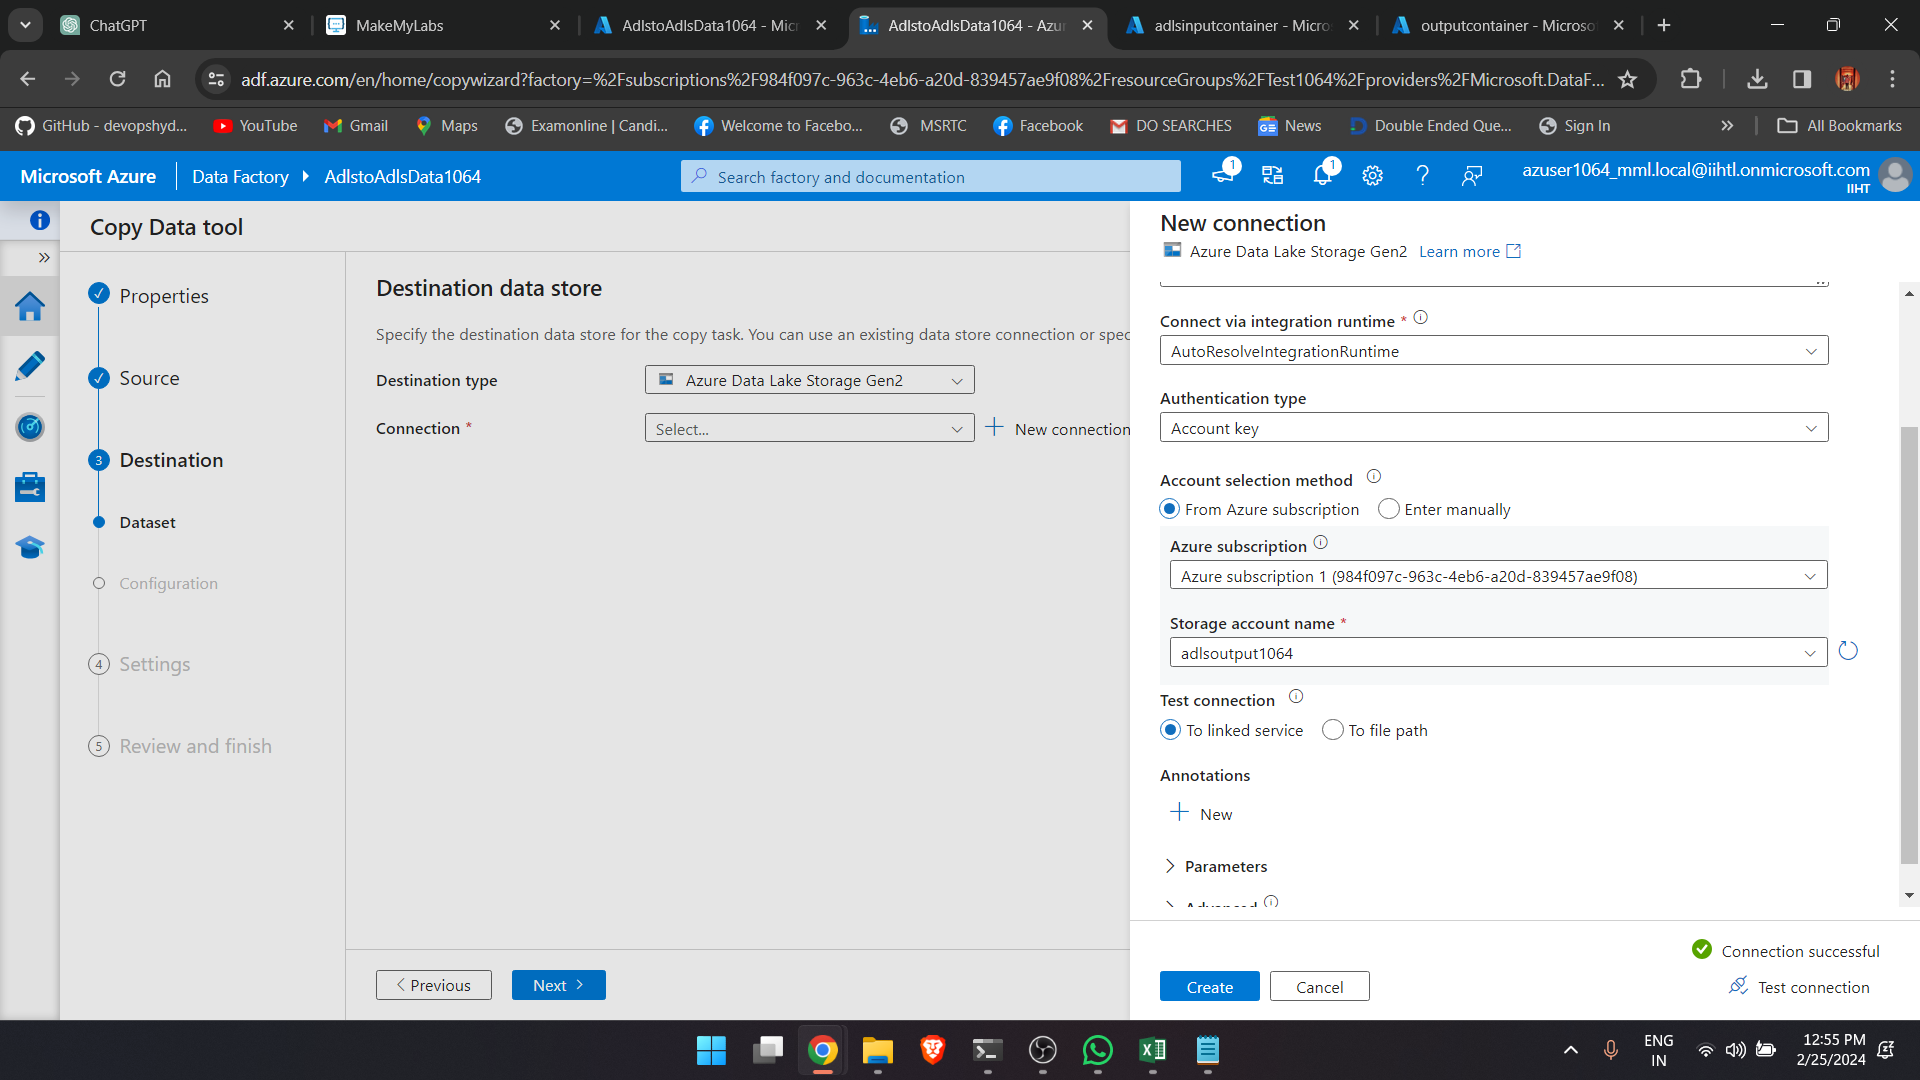 ChatGPT
MakeMyLabs
AdlstoAdlsData1064 - Mic
AdlstoAdlsData1064 - Azu
adlsinputcontainer - Micro
outputcontainer - Microso
adf.azure.com/en/home/copywizard?factory=%2Fsubscriptions%2F984f097c-963c-4eb6-a20d-839457ae9f08%2FresourceGroups%2FTest1064%2Fproviders%2FMicrosoft.DataF...
GitHub - devopshyd...
YouTube
Gmail
Maps
Examonline | Candi...
Welcome to Facebo...
MSRTC
Facebook
DO SEARCHES
News
Double Ended Que...
Sign In
All Bookmarks
Microsoft Azure
Data Factory
AdlstoAdlsData1064
Search factory and documentation
1
1
azuser1064_mml.local@iihtl.onmicrosoft.com
IIHT
Copy Data tool
Properties
Source
3 Destination
Dataset
Configuration
4 Settings
5 Review and finish
Destination data store
Specify the destination data store for the copy task. You can use an existing data store connection or spec
Destination type
Azure Data Lake Storage Gen2
Connection *
Select...
New connection
Previous
Next
New connection
Azure Data Lake Storage Gen2 Learn more
Connect via integration runtime *
AutoResolveIntegrationRuntime
Authentication type
Account key
Account selection method
From Azure subscription Enter manually
Azure subscription
Azure subscription 1 (984f097c-963c-4eb6-a20d-839457ae9f08)
Storage account name *
adlsoutput1064
Test connection
To linked service To file path
Annotations
New
Parameters
Advanced
Connection successful
Create
Cancel
Test connection
ENG
IN
12:55 PM
2/25/2024